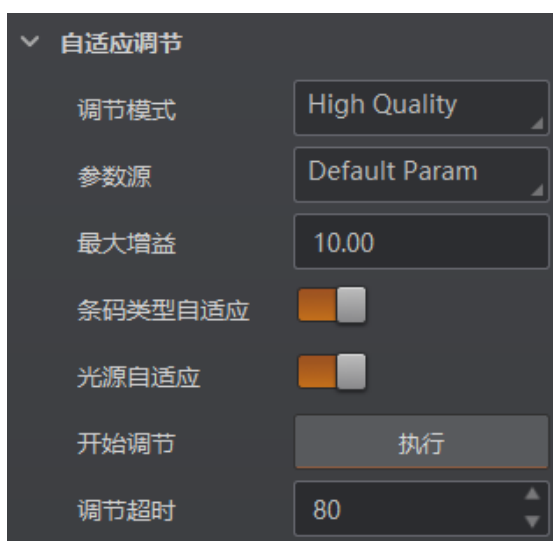 自适应调节
调节模式 High Quality
参数源 Default Param
最大增益 10.00
条码类型自适应
光源自适应
开始调节 执行
调节超时 80